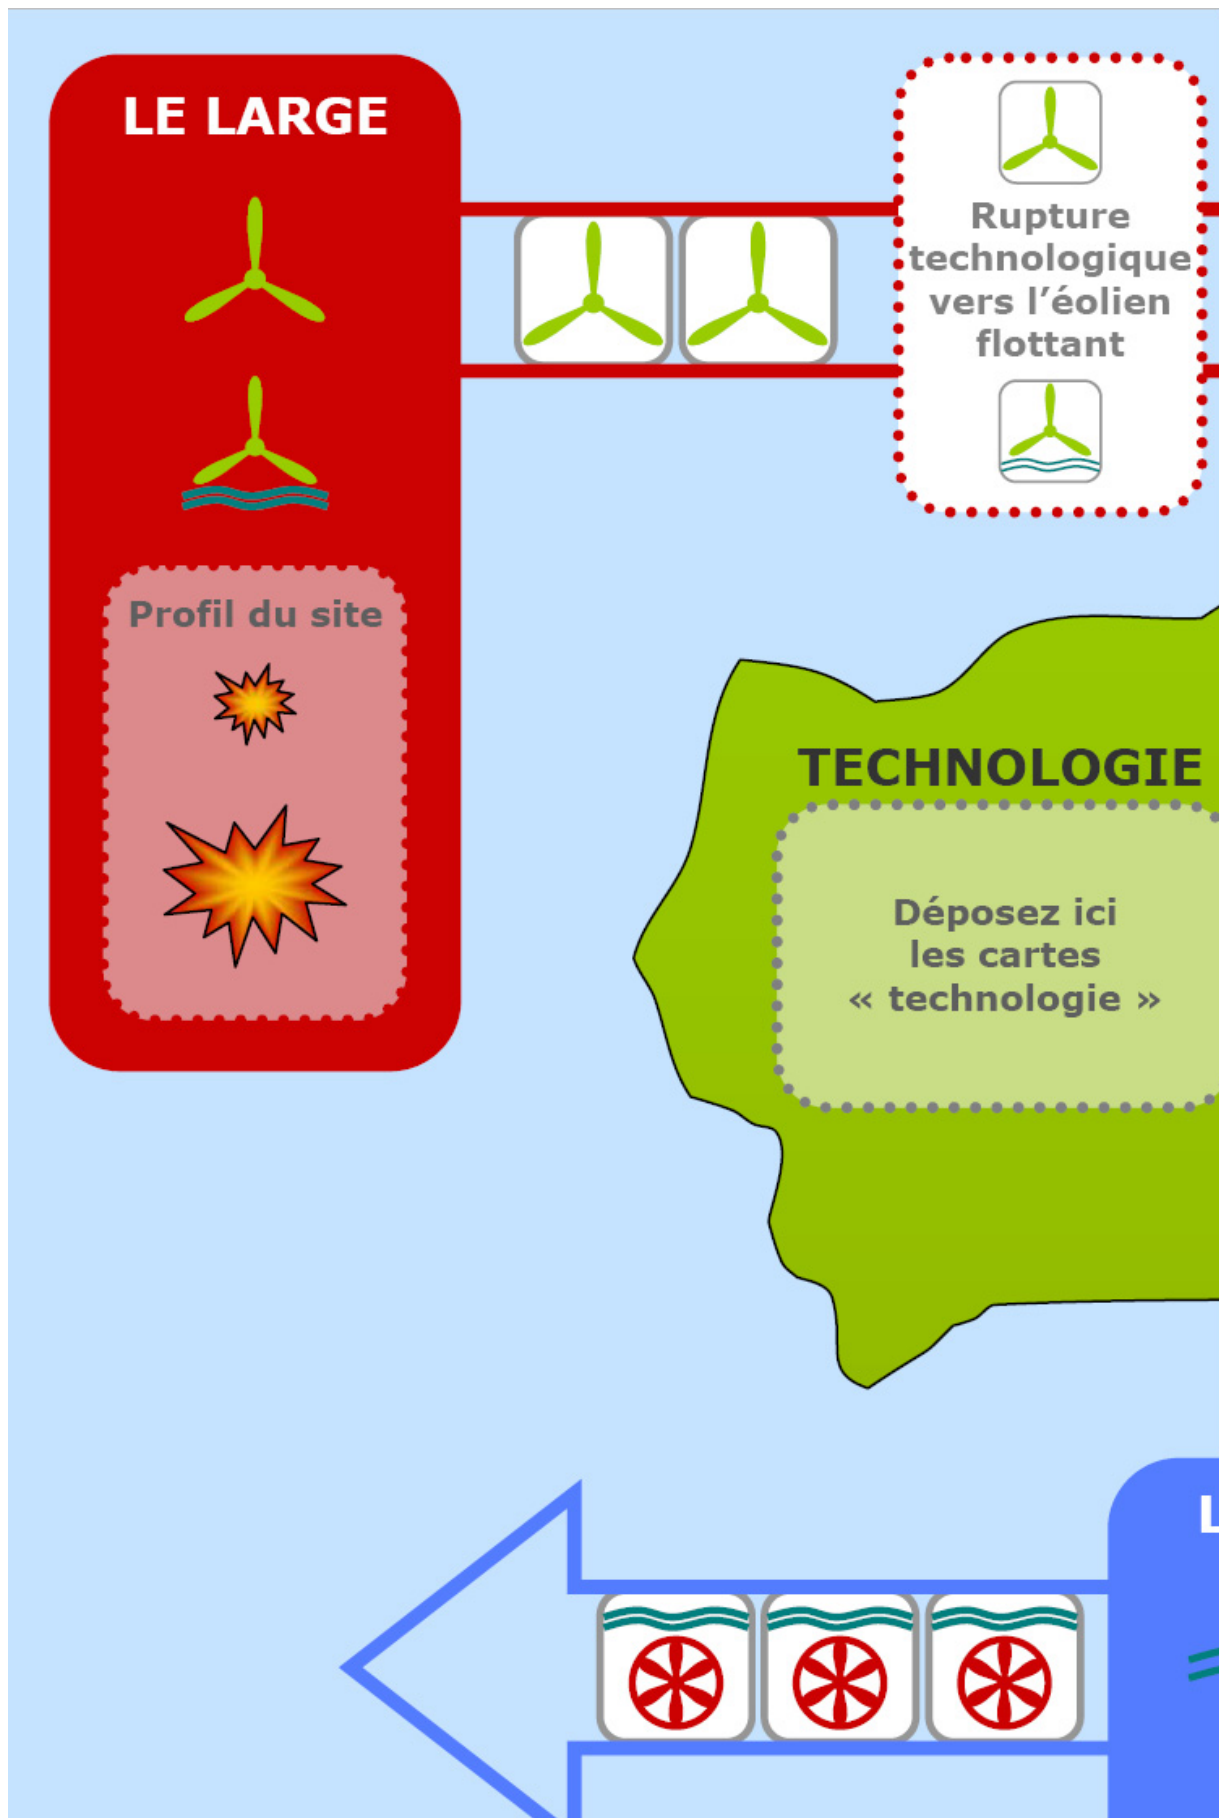 LE LARGE
Rupture
technologique
vers l’éolien
flottant
Profil du site
TECHNOLOGIE
Déposez ici
les cartes
« technologie »
L